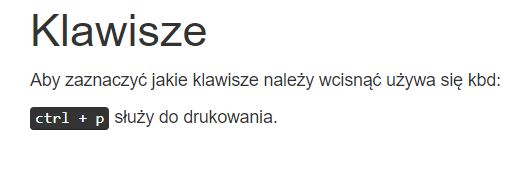 Klawisze
Aby zaznaczyć jakie klawisze należy wcisnąć używa się kbd:
ctrl + p służy do drukowania.